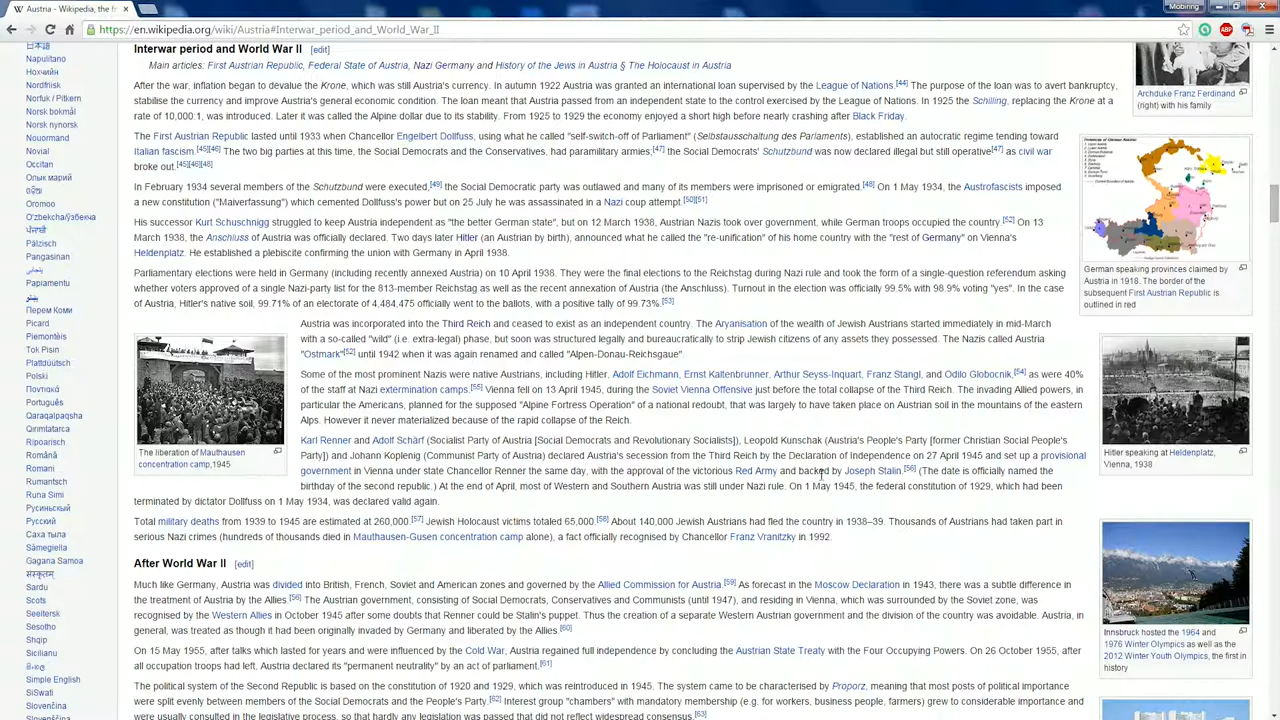 Austria - Wikipedia, the fr
Mobiring
https://en.wikipedia.org/wiki/Austria#Interwar_period_and_World_War_II
ABP
日本語
Napulitano
Нохчийн
Nordfriisk
Norfuk / Pitkern
Norsk bokmål
Norsk nynorsk
Nouormand
Novial
Occitan
Олык марий
ଓଡ଼ିଆ
Oromoo
Oʻzbekcha/ўзбекча
ਪੰਜਾਬੀ
Pälzisch
Pangasinan
پنجابی
Papiamentu
پښتو
Перем Коми
Picard
Piemontèis
Tok Pisin
Plattdüütsch
Polski
Ποντιακά
Português
Qaraqalpaqsha
Qırımtatarca
Ripoarisch
Română
Romani
Rumantsch
Runa Simi
Русиньскый
Русский
Саха тыла
Sámegiella
Gagana Samoa
संस्कृतम्
Sardu
Scots
Seeltersk
Sesotho
Shqip
Sicilianu
සිංහල
Simple English
SiSwati
Slovenčina
Slovenščina
Interwar period and World War II [edit]
Main articles: First Austrian Republic, Federal State of Austria, Nazi Germany and History of the Jews in Austria § The Holocaust in Austria
After the war, inflation began to devalue the Krone, which was still Austria's currency. In autumn 1922 Austria was granted an international loan supervised by the League of Nations.[44] The purpose of the loan was to avert bankruptcy,
stabilise the currency and improve Austria's general economic condition. The loan meant that Austria passed from an independent state to the control exercised by the League of Nations. In 1925 the Schilling, replacing the Krone at a
rate of 10,000:1, was introduced. Later it was called the Alpine dollar due to its stability. From 1925 to 1929 the economy enjoyed a short high before nearly crashing after Black Friday.
The First Austrian Republic lasted until 1933 when Chancellor Engelbert Dollfuss, using what he called "self-switch-off of Parliament" (Selbstausschaltung des Parlaments), established an autocratic regime tending toward
Italian fascism.[45][46] The two big parties at this time, the Social Democrats and the Conservatives, had paramilitary armies;[47] the Social Democrats' Schutzbund was now declared illegal but still operative[47] as civil war
broke out.[45][46][48]
In February 1934 several members of the Schutzbund were executed,[49] the Social Democratic party was outlawed and many of its members were imprisoned or emigrated.[48] On 1 May 1934, the Austrofascists imposed
a new constitution ("Maiverfassung") which cemented Dollfuss's power but on 25 July he was assassinated in a Nazi coup attempt.[50][51]
His successor Kurt Schuschnigg struggled to keep Austria independent as "the better German state", but on 12 March 1938, Austrian Nazis took over government, while German troops occupied the country.[52] On 13
March 1938, the Anschluss of Austria was officially declared. Two days later Hitler (an Austrian by birth), announced what he called the "re-unification" of his home country with the "rest of Germany" on Vienna's
Heldenplatz. He established a plebiscite confirming the union with Germany in April 1938.
Parliamentary elections were held in Germany (including recently annexed Austria) on 10 April 1938. They were the final elections to the Reichstag during Nazi rule and took the form of a single-question referendum asking
whether voters approved of a single Nazi-party list for the 813-member Reichstag as well as the recent annexation of Austria (the Anschluss). Turnout in the election was officially 99.5% with 98.9% voting "yes". In the case
of Austria, Hitler's native soil, 99.71% of an electorate of 4,484,475 officially went to the ballots, with a positive tally of 99.73%.[53]
Austria was incorporated into the Third Reich and ceased to exist as an independent country. The Aryanisation of the wealth of Jewish Austrians started immediately in mid-March
with a so-called "wild" (i.e. extra-legal) phase, but soon was structured legally and bureaucratically to strip Jewish citizens of any assets they possessed. The Nazis called Austria
"Ostmark"[52] until 1942 when it was again renamed and called "Alpen-Donau-Reichsgaue".
Some of the most prominent Nazis were native Austrians, including Hitler, Adolf Eichmann, Ernst Kaltenbrunner, Arthur Seyss-Inquart, Franz Stangl, and Odilo Globocnik,[54] as were 40%
of the staff at Nazi extermination camps.[55] Vienna fell on 13 April 1945, during the Soviet Vienna Offensive just before the total collapse of the Third Reich. The invading Allied powers, in
particular the Americans, planned for the supposed "Alpine Fortress Operation" of a national redoubt, that was largely to have taken place on Austrian soil in the mountains of the eastern
Alps. However it never materialized because of the rapid collapse of the Reich.
Karl Renner and Adolf Schärf (Socialist Party of Austria [Social Democrats and Revolutionary Socialists]), Leopold Kunschak (Austria's People's Party [former Christian Social People's
Party]) and Johann Koplenig (Communist Party of Austria) declared Austria's secession from the Third Reich by the Declaration of Independence on 27 April 1945 and set up a provisional
government in Vienna under state Chancellor Renner the same day, with the approval of the victorious Red Army and backed by Joseph Stalin.[56] (The date is officially named the
birthday of the second republic.) At the end of April, most of Western and Southern Austria was still under Nazi rule. On 1 May 1945, the federal constitution of 1929, which had been
terminated by dictator Dollfuss on 1 May 1934, was declared valid again.
Total military deaths from 1939 to 1945 are estimated at 260,000.[57] Jewish Holocaust victims totaled 65,000.[58] About 140,000 Jewish Austrians had fled the country in 1938–39. Thousands of Austrians had taken part in
serious Nazi crimes (hundreds of thousands died in Mauthausen-Gusen concentration camp alone), a fact officially recognised by Chancellor Franz Vranitzky in 1992.
After World War II [edit]
Much like Germany, Austria was divided into British, French, Soviet and American zones and governed by the Allied Commission for Austria.[59] As forecast in the Moscow Declaration in 1943, there was a subtle difference in
the treatment of Austria by the Allies.[56] The Austrian government, consisting of Social Democrats, Conservatives and Communists (until 1947), and residing in Vienna, which was surrounded by the Soviet zone, was
recognised by the Western Allies in October 1945 after some doubts that Renner could be Stalin's puppet. Thus the creation of a separate Western Austrian government and the division of the country was avoidable. Austria, in
general, was treated as though it had been originally invaded by Germany and liberated by the Allies.[60]
On 15 May 1955, after talks which lasted for years and were influenced by the Cold War, Austria regained full independence by concluding the Austrian State Treaty with the Four Occupying Powers. On 26 October 1955, after
all occupation troops had left, Austria declared its "permanent neutrality" by an act of parliament.[61]
The political system of the Second Republic is based on the constitution of 1920 and 1929, which was reintroduced in 1945. The system came to be characterised by Proporz, meaning that most posts of political importance
were split evenly between members of the Social Democrats and the People's Party.[62] Interest group "chambers" with mandatory membership (e.g. for workers, business people, farmers) grew to considerable importance and
were usually consulted in the legislative process, so that hardly any legislation was passed that did not reflect widespread consensus.[63]
The liberation of Mauthausen
concentration camp,1945
Archduke Franz Ferdinand
(right) with his family
German speaking provinces claimed by
Austria in 1918. The border of the
subsequent First Austrian Republic is
outlined in red
Hitler speaking at Heldenplatz,
Vienna, 1938
Innsbruck hosted the 1964 and
1976 Winter Olympics as well as the
2012 Winter Youth Olympics, the first in
history